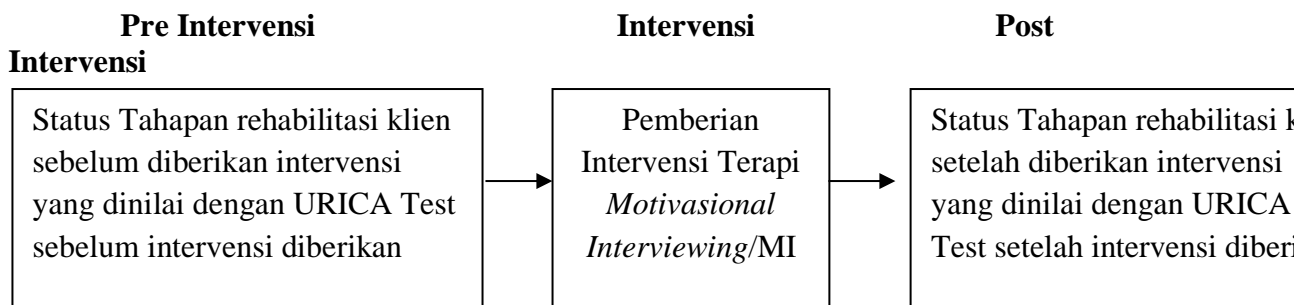 Pre Intervensi Intervensi Post
Intervensi
Status Tahapan rehabilitasi klien
sebelum diberikan intervensi
yang dinilai dengan URICA Test
sebelum intervensi diberikan
Pemberian
Intervensi Terapi
Motivasional
Interviewing/MI
Status Tahapan rehabilitasi
setelah diberikan intervensi
yang dinilai dengan URICA
Test setelah intervensi